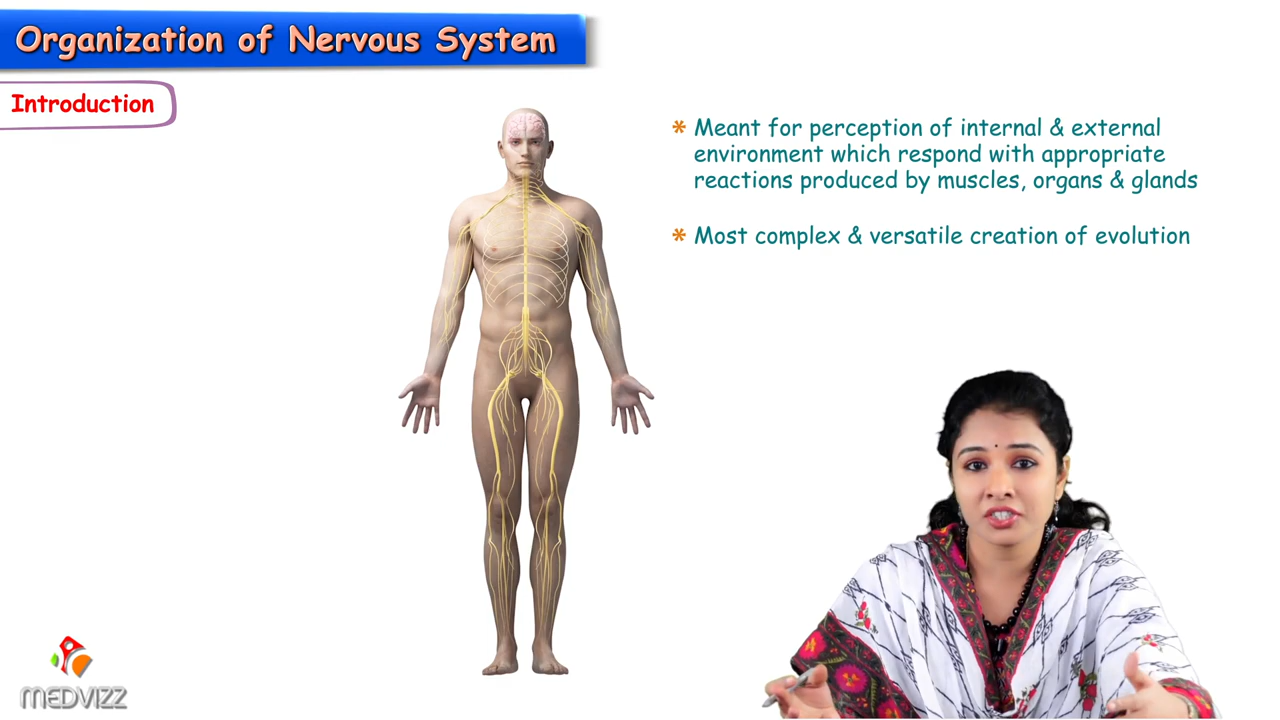 Organization of Nervous System
Introduction
* Meant for perception of internal & external
environment which respond with appropriate
reactions produced by muscles, organs & glands
* Most complex & versatile creation of evolution
MEDVIZZ